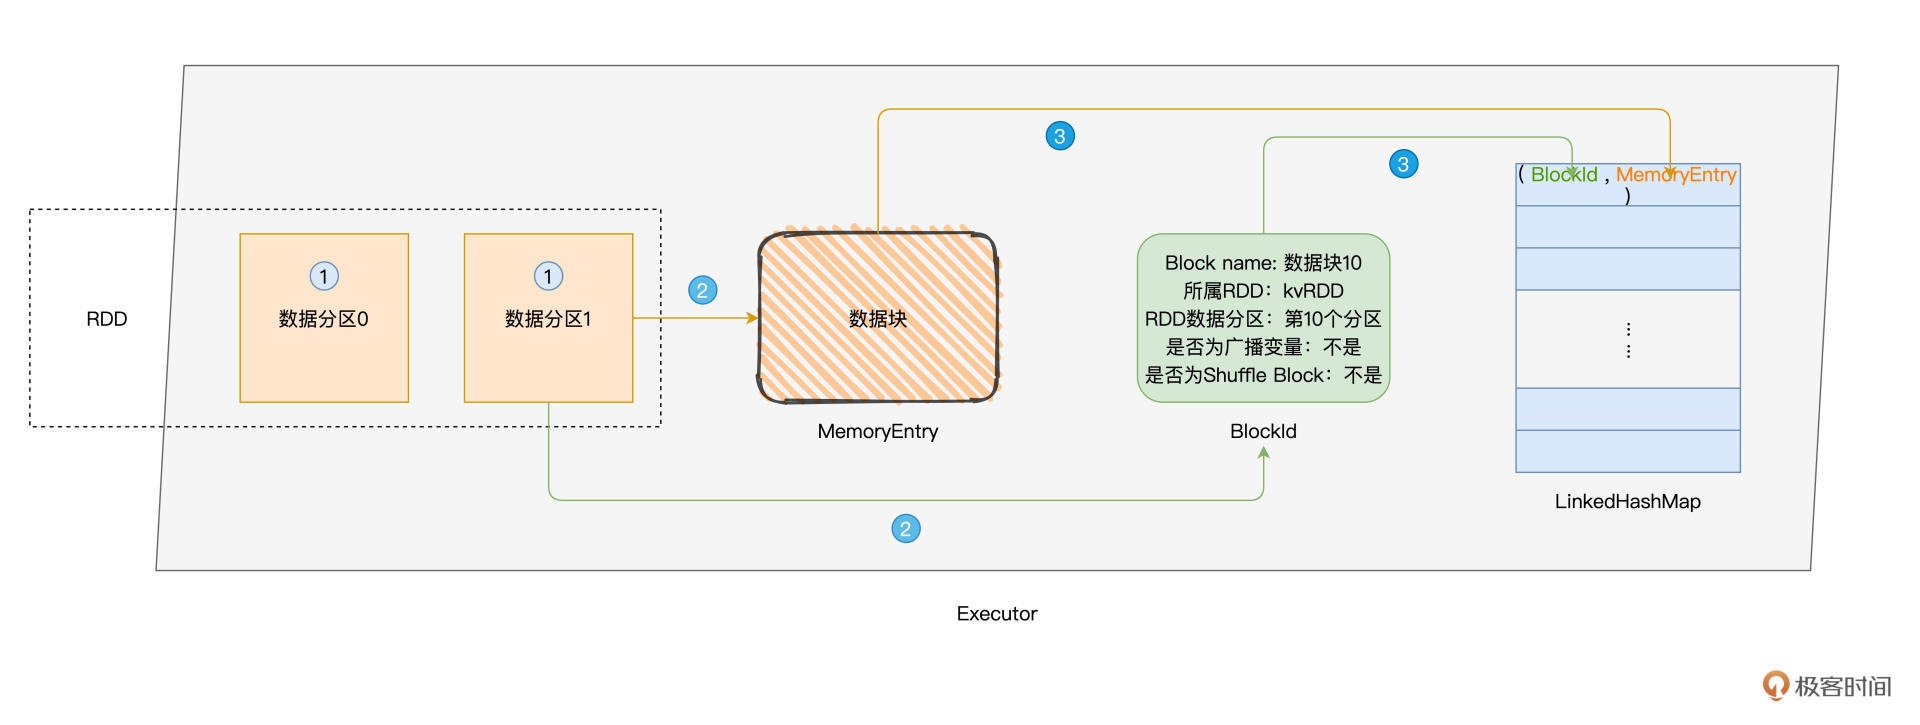 3
3
( BlockId , MemoryEntry
)
RDD
1
数据分区0
1
数据分区1
2
数据块
MemoryEntry
Block name: 数据块10
所属RDD：kvRDD
RDD数据分区：第10个分区
是否为广播变量：不是
是否为Shuffle Block：不是
BlockId
LinkedHashMap
2
Executor
极客时间